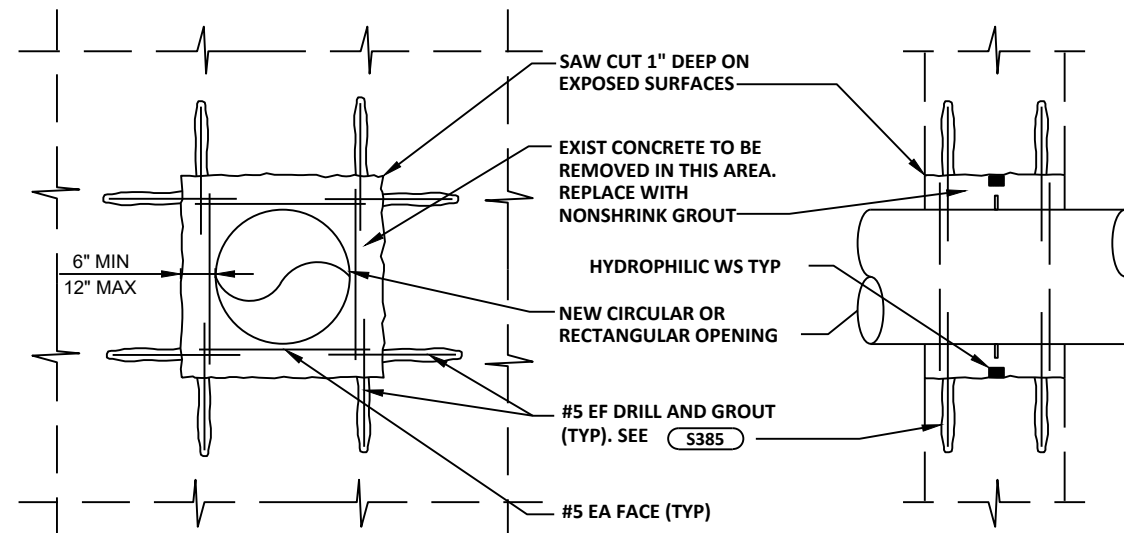 SAW CUT 1" DEEP ON
EXPOSED SURFACES
EXIST CONCRETE TO BE
REMOVED IN THIS AREA.
REPLACE WITH
NONSHRINK GROUT
6" MIN
12" MAX
HYDROPHILIC WS TYP
NEW CIRCULAR OR
RECTANGULAR OPENING
#5 EF DRILL AND GROUT
(TYP). SEE S385
#5 EA FACE (TYP)